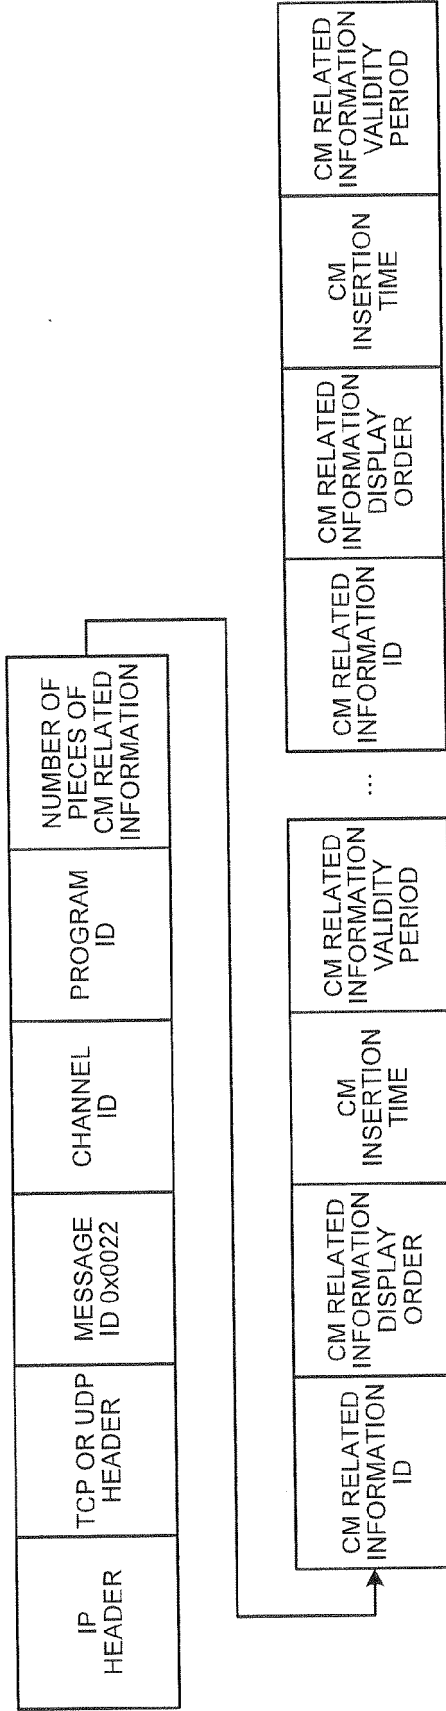 IP
HEADER
TCP OR UDP
HEADER
MESSAGE
ID 0x0022
CHANNEL
ID
PROGRAM
ID
NUMBER OF
PIECES OF
CM RELATED
INFORMATION
CM RELATED
INFORMATION
ID
CM RELATED
INFORMATION
DISPLAY
ORDER
CM
INSERTION
TIME
CM RELATED
INFORMATION
VALIDITY
PERIOD
...
CM RELATED
INFORMATION
ID
CM RELATED
INFORMATION
DISPLAY
ORDER
CM
INSERTION
TIME
CM RELATED
INFORMATION
VALIDITY
PERIOD